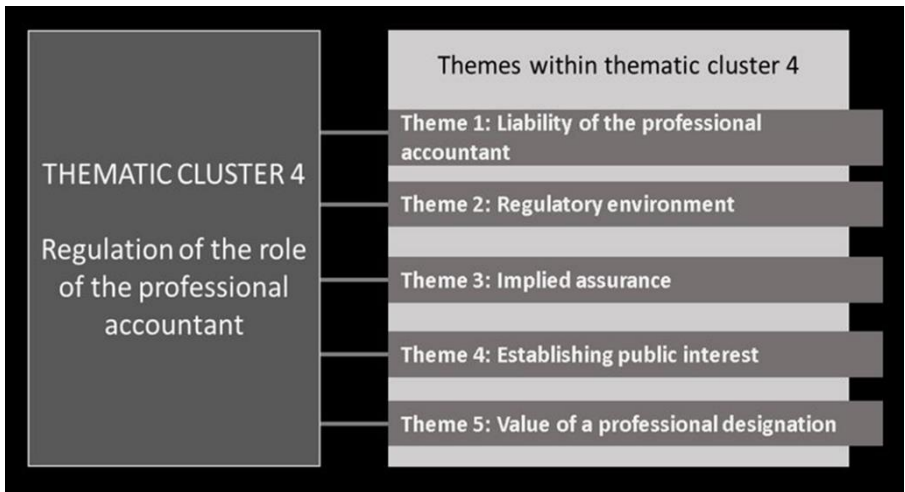 THEMATIC CLUSTER 4
Regulation of the role
of the professional
accountant
Themes within thematic cluster 4
Theme 1: Liability of the professional
accountant
Theme 2: Regulatory environment
Theme 3: Implied assurance
Theme 4: Establishing public interest
Theme 5: Value of a professional designation